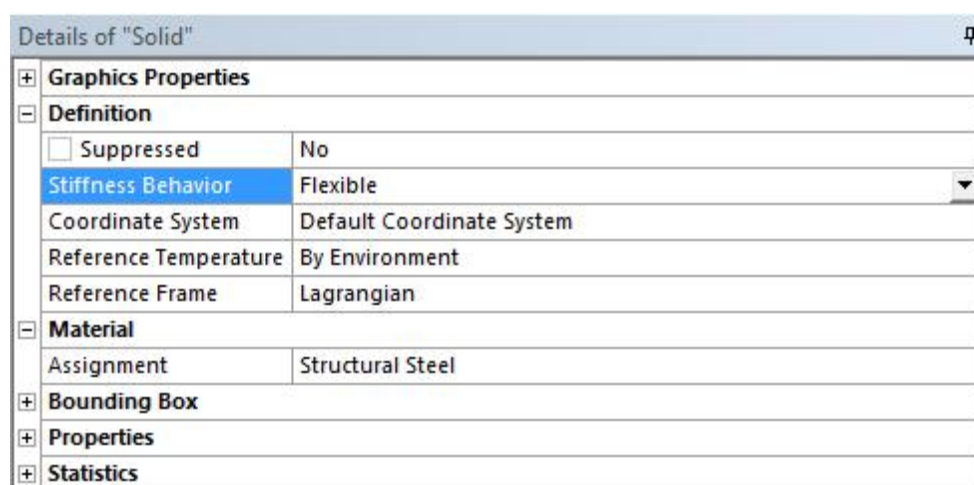 Details of "Solid"
Graphics Properties
Definition
Suppressed No
Stiffness Behavior Flexible
Coordinate System Default Coordinate System
Reference Temperature By Environment
Reference Frame Lagrangian
Material
Assignment Structural Steel
Bounding Box
Properties
Statistics